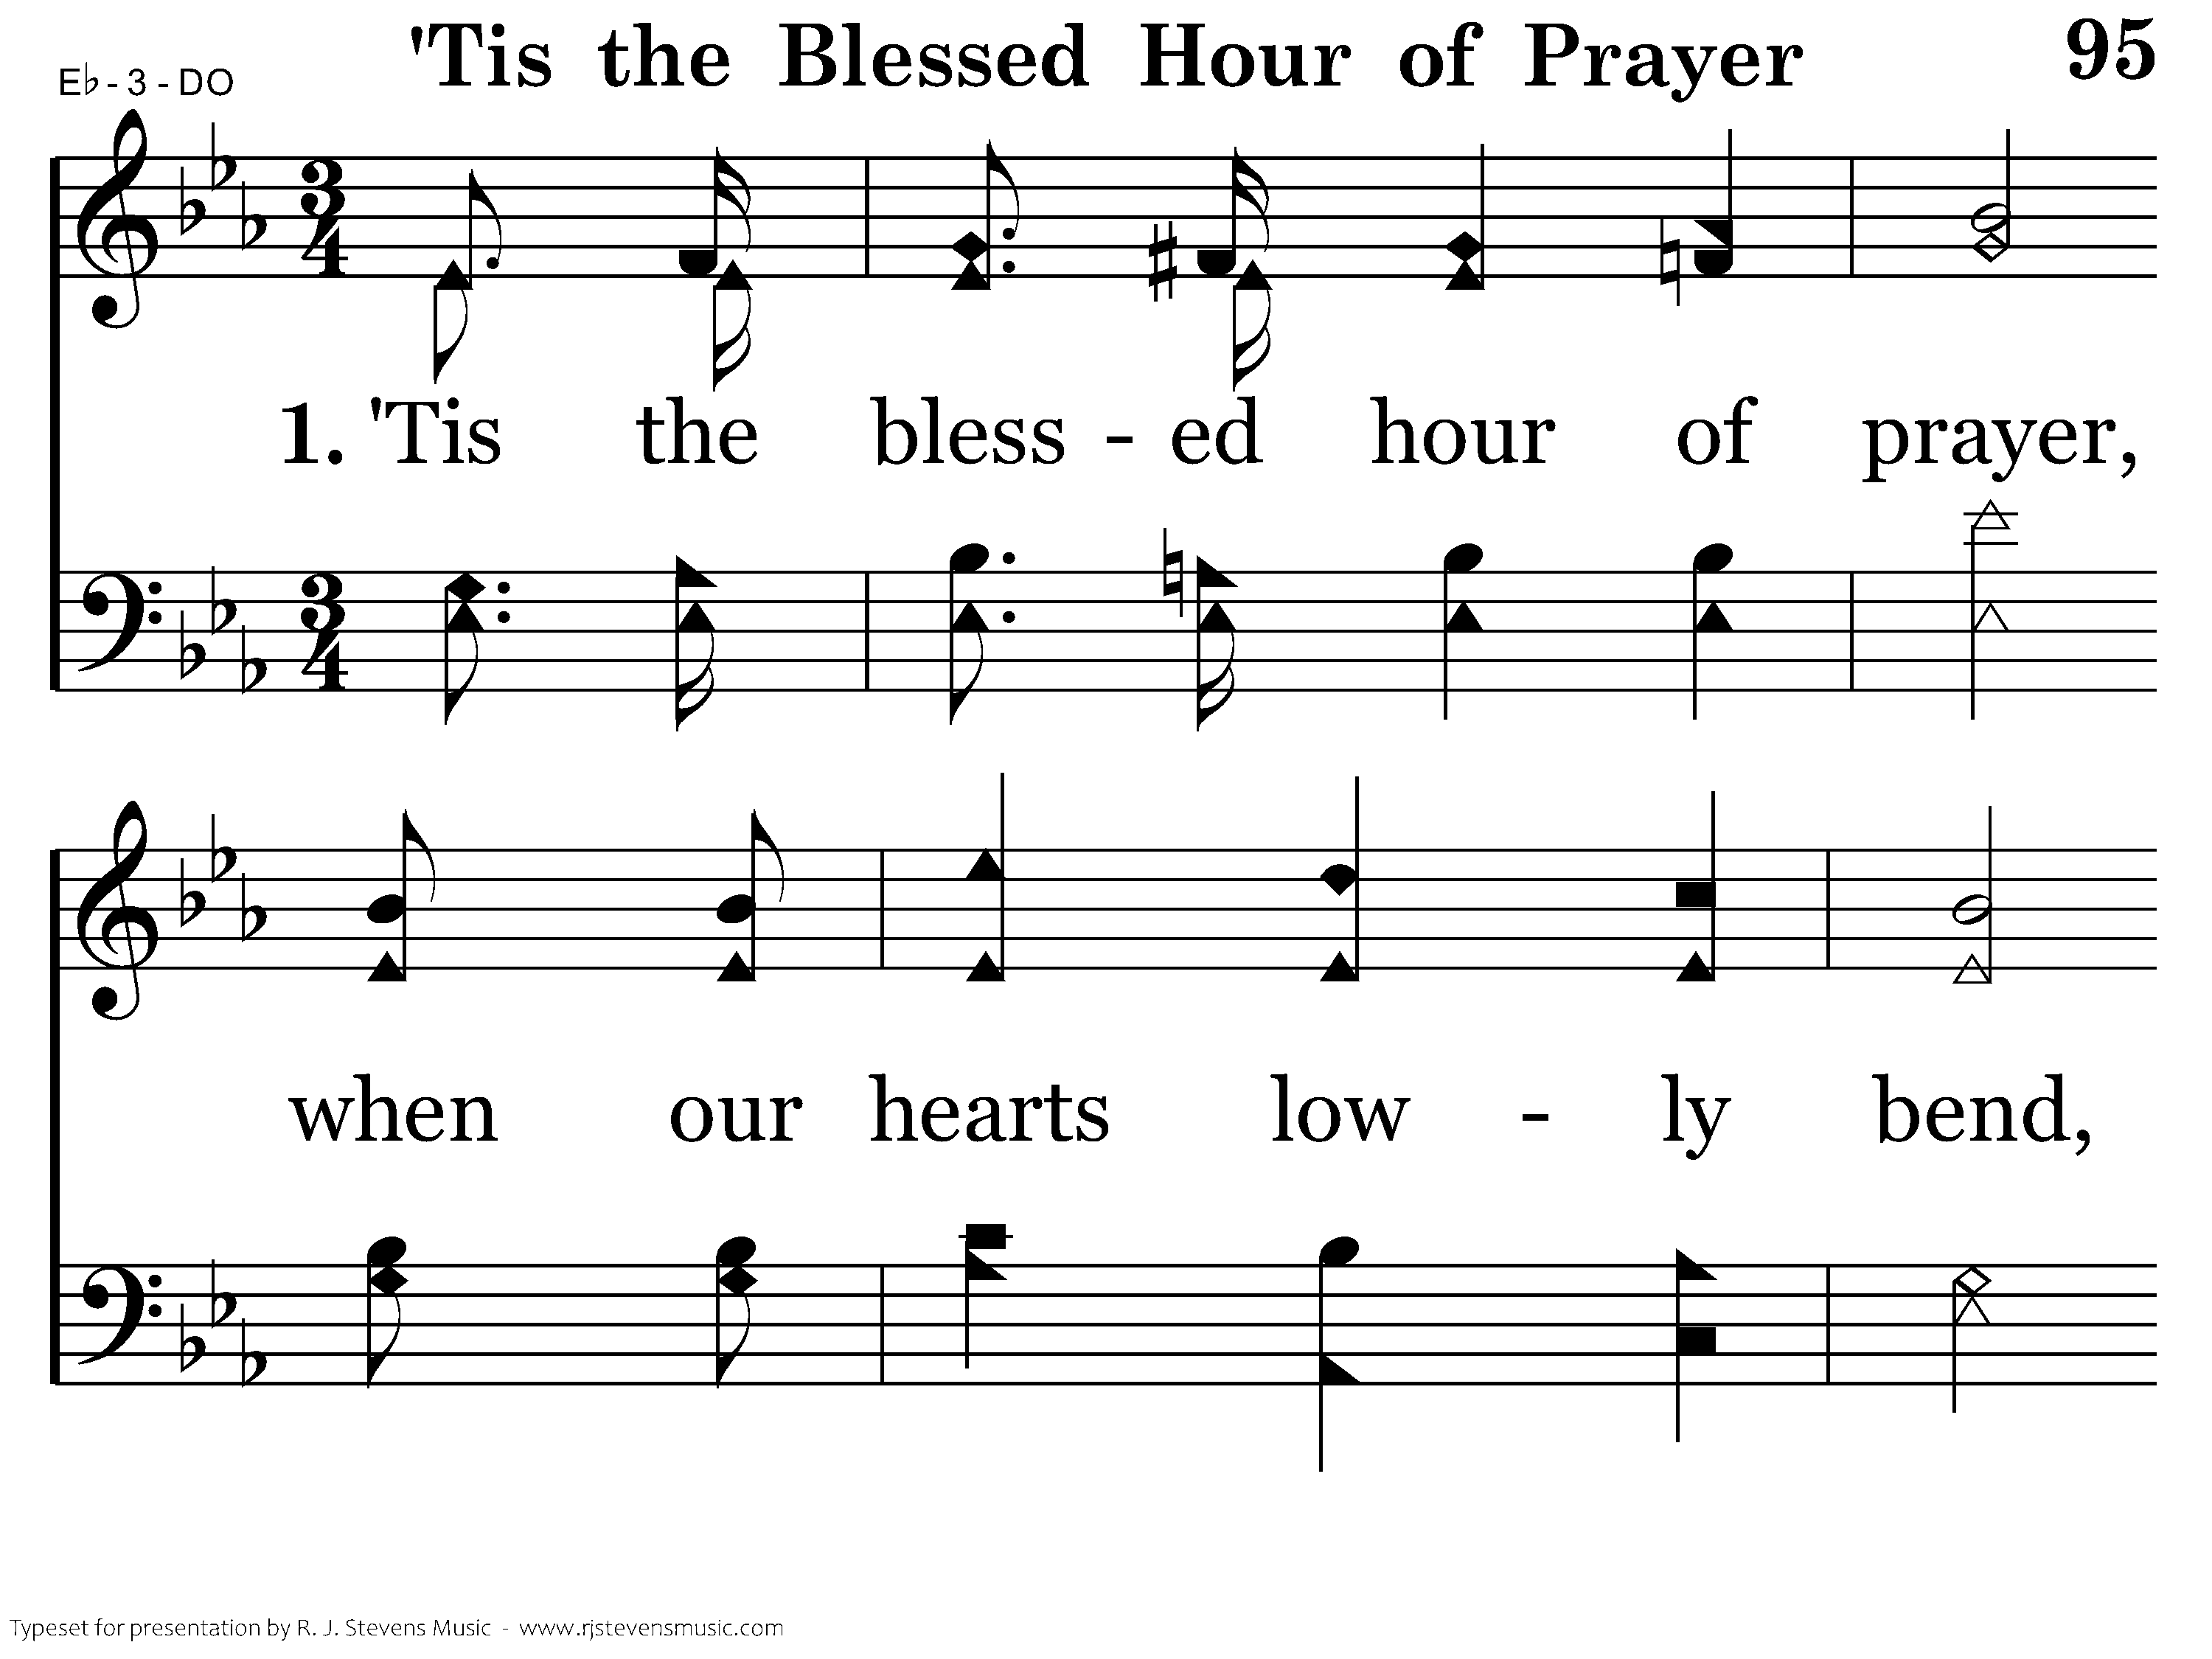 'Tis the Blessed Hour of Prayer 95
E♭ - 3 - DO
1. 'Tis the bless - ed hour of prayer,
when our hearts low - ly bend,
Typeset for presentation by R. J. Stevens Music - www.rjstevensmusic.com